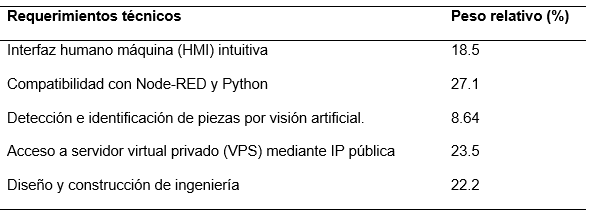 Requerimientos técnicos Peso relativo (%)
Interfaz humano máquina (HMI) intuitiva 18.5
Compatibilidad con Node-RED y Python 27.1
Detección e identificación de piezas por visión artificial. 8.64
Acceso a servidor virtual privado (VPS) mediante IP pública 23.5
Diseño y construcción de ingeniería 22.2